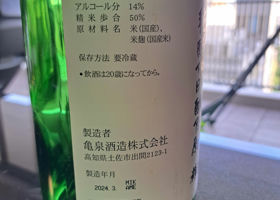 アルコール分　14%
精米歩合　50%
原材料名　米(国産)、
米麹(国産米)
保存方法　要冷蔵
●飲酒は20歳になってから。
製造者
亀泉酒造株式会社
高知県土佐市出間2123-1
製造年月
2024.3.